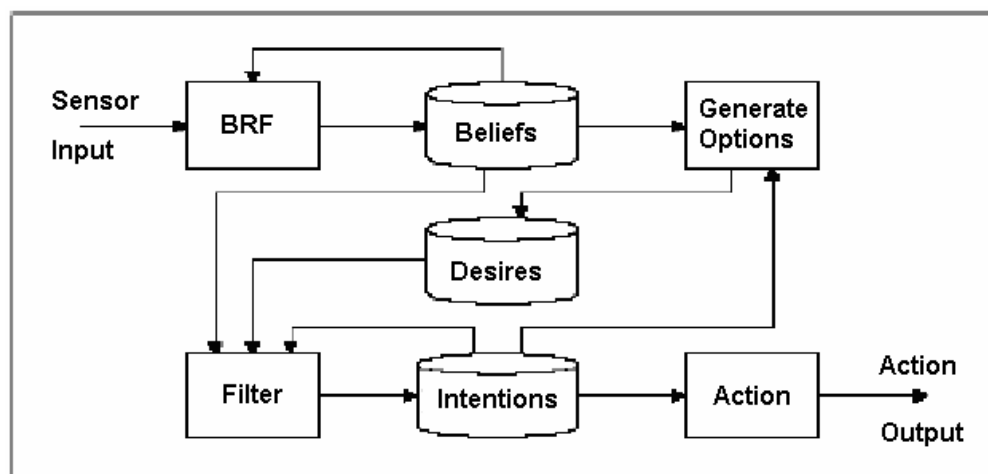 Sensor
Input
BRF
Beliefs
Generate
Options
Desires
Filter
Intentions
Action
Action
Output